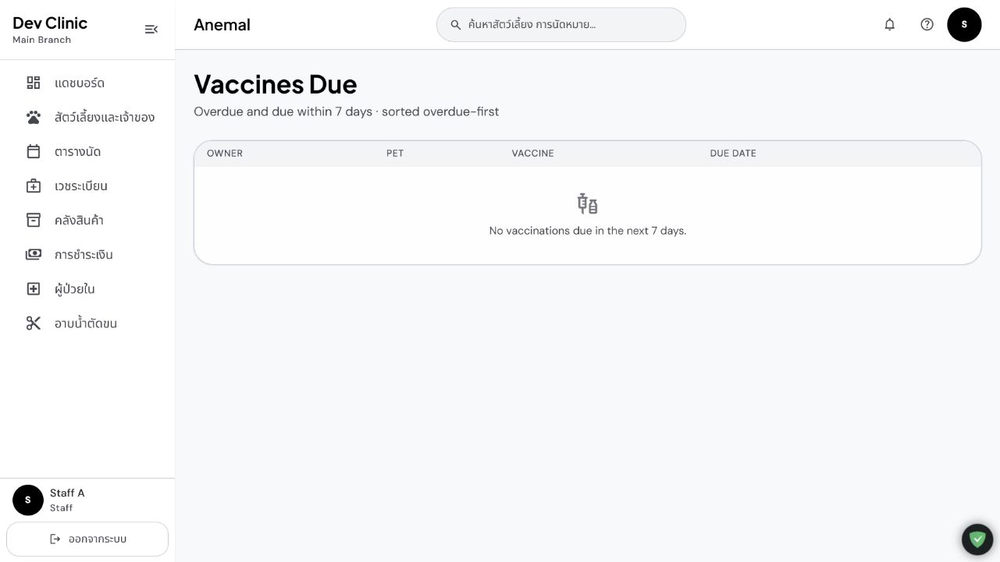 Dev Clinic
Main Branch
แดชบอร์ด
สัตว์เลี้ยงและเจ้าของ
ตารางนัด
เวชระเบียน
คลังสินค้า
การชำระเงิน
ผู้ป่วยใน
อาบน้ำตัดขน
S
Staff A
Staff
ออกจากระบบ
Anemal
ค้นหาสัตว์เลี้ยง การนัดหมาย...
S
Vaccines Due
Overdue and due within 7 days · sorted overdue-first
OWNER PET VACCINE DUE DATE
No vaccinations due in the next 7 days.